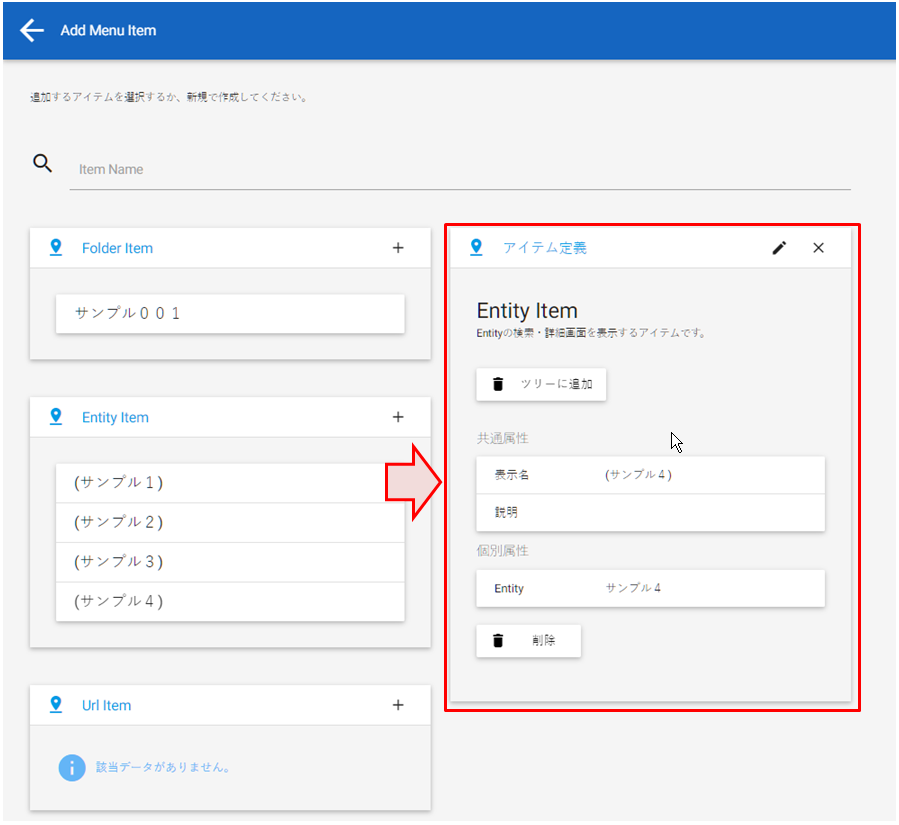 Add Menu Item
追加するアイテムを選択するか、新規で作成してください。
Item Name
Folder Item
サンプル００１
Entity Item
(サンプル１)
(サンプル２)
(サンプル３)
(サンプル４)
Url Item
該当データがありません。
アイテム定義
Entity Item
Entityの検索・詳細画面を表示するアイテムです。
ツリーに追加
共通属性
表示名 (サンプル４)
説明
個別属性
Entity サンプル４
削除